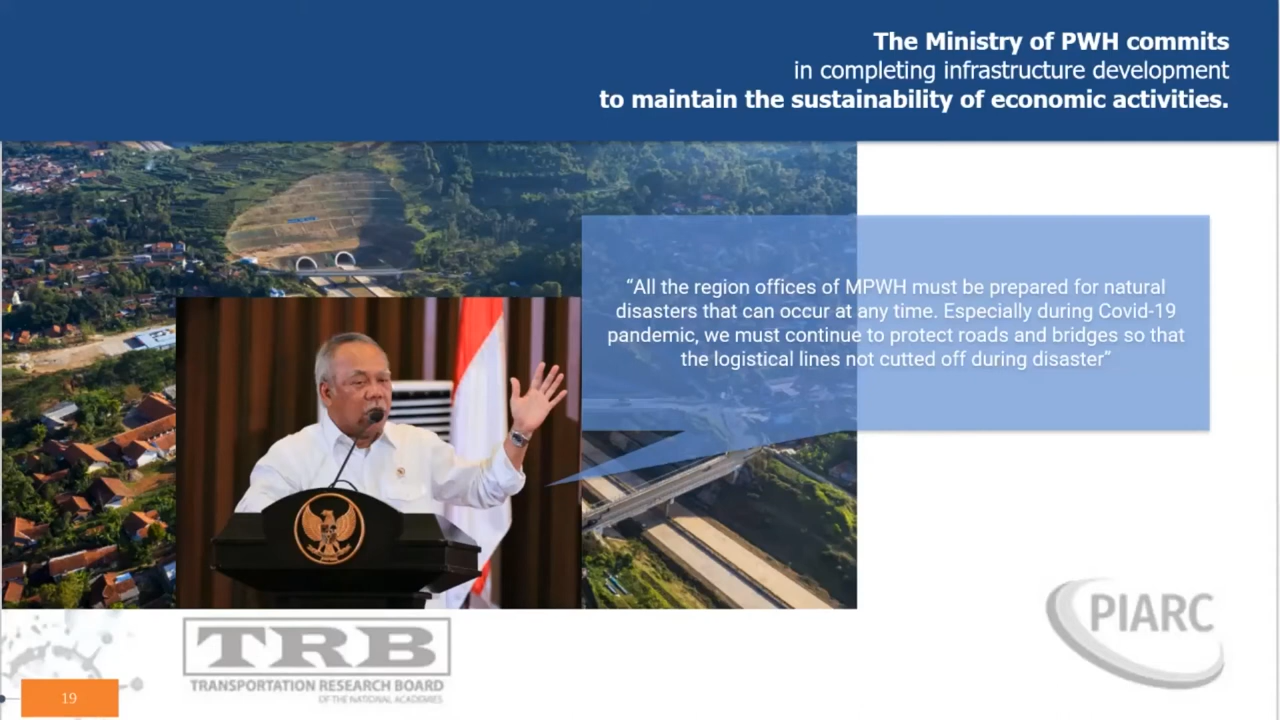 The Ministry of PWH commits
in completing infrastructure development
to maintain the sustainability of economic activities.
“All the region offices of MPWH must be prepared for natural
disasters that can occur at any time. Especially during Covid-19
pandemic, we must continue to protect roads and bridges so that
the logistical lines not cutted off during disaster”
TRB
TRANSPORTATION RESEARCH BOARD
OF THE NATIONAL ACADEMIES
PIARC
19